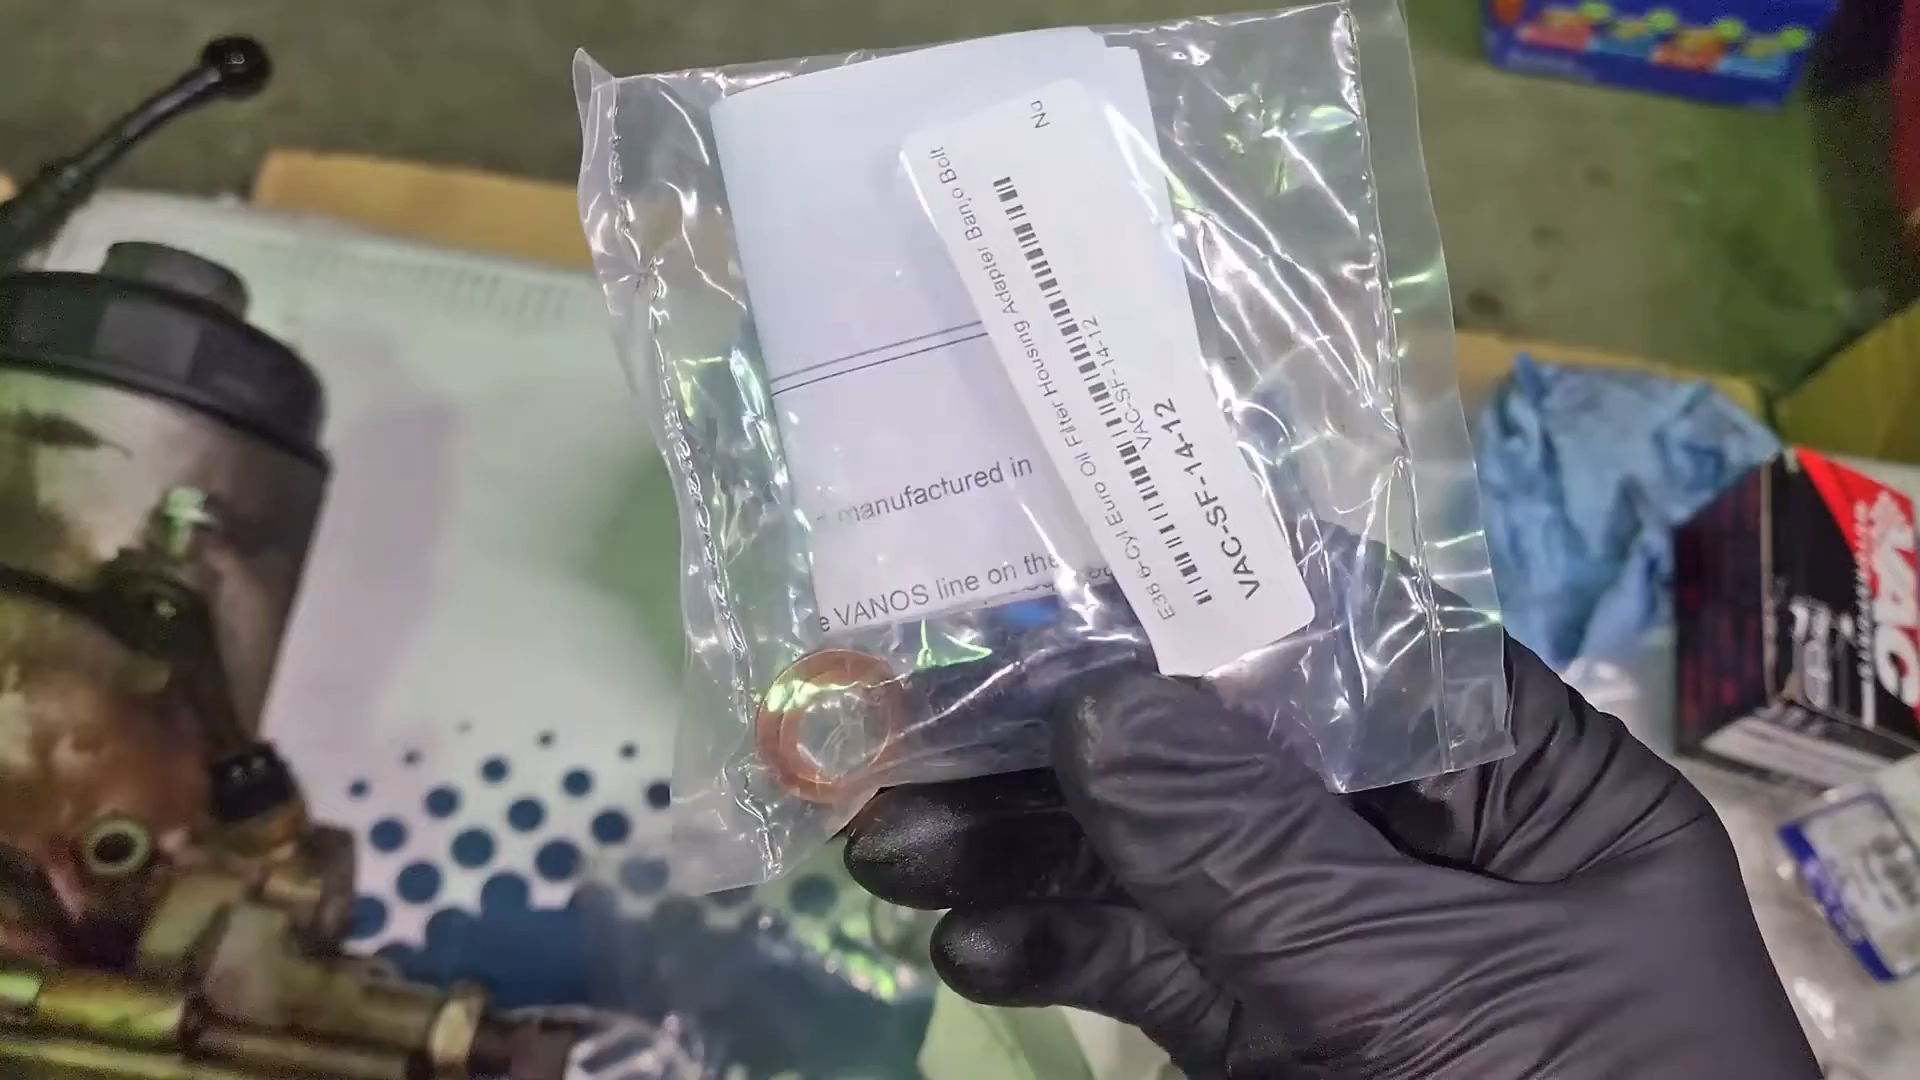 E36 6-Cyl Euro Oil Filter Housing Adapter Banjo Bolt
VAC-SF-14-12
VAC-SF-14-12
manufactured in
VANOS line on the
VAC